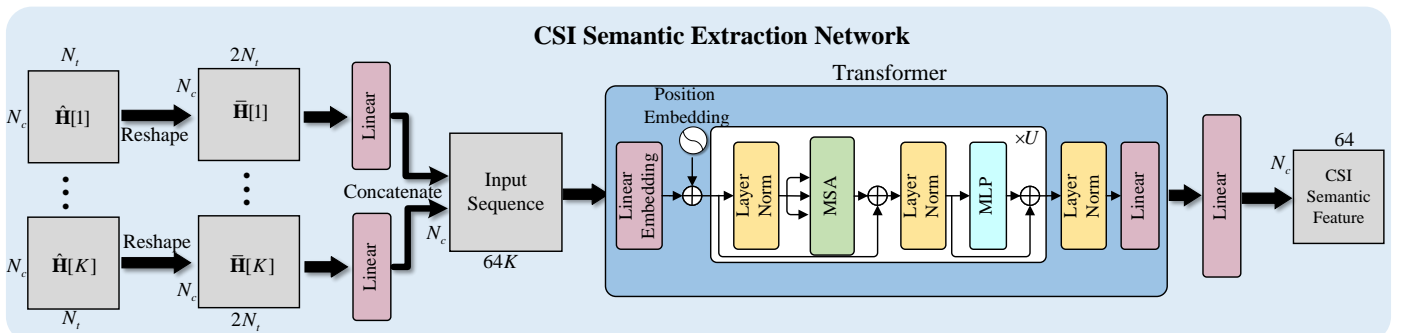 CSI Semantic Extraction Network
N_t
N_c
Ĥ[1]
Reshape
2N_t
N_c
H̄[1]
Linear
N_c
Ĥ[K]
N_t
Reshape
N_c
H̄[K]
2N_t
Linear
Concatenate
N_c
Input
Sequence
64K
Transformer
Linear
Embedding
Position
Embedding
×U
Layer
Norm
MSA
Layer
Norm
MLP
Layer
Norm
Linear
Linear
64
N_c
CSI
Semantic
Feature